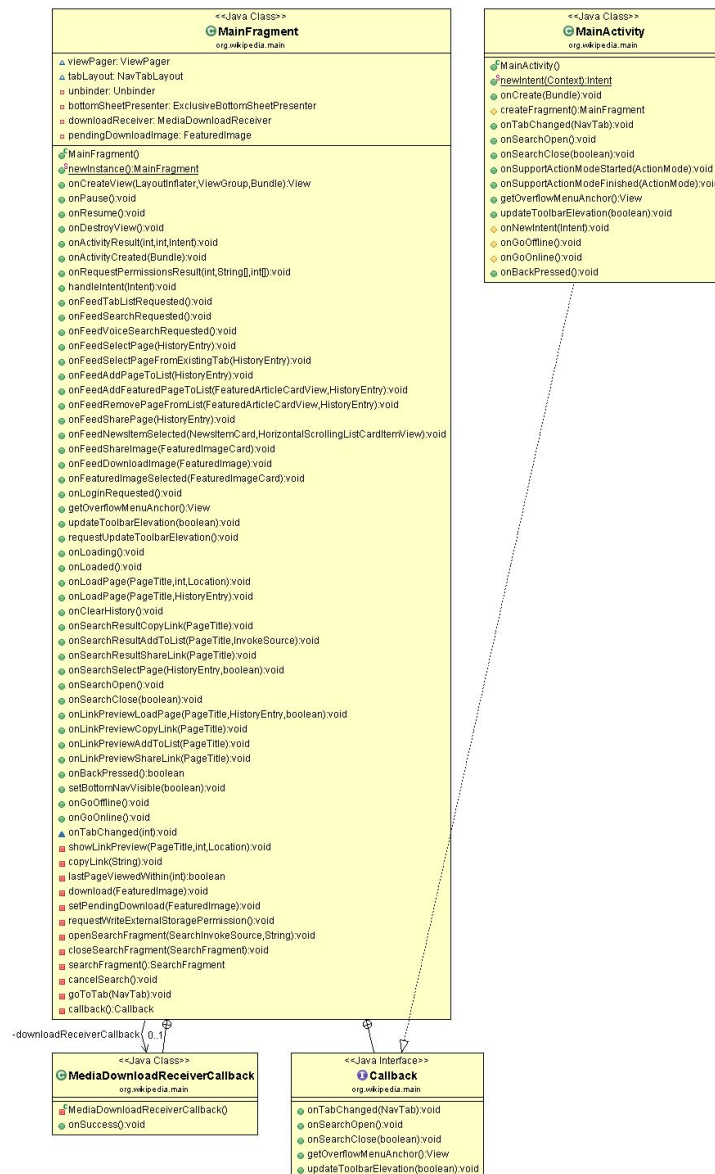 <<Java Class>>
MainFragment
org.wikipedia.main
viewPager: ViewPager
tabLayout: NavTabLayout
unbinder: Unbinder
bottomSheetPresenter: ExclusiveBottomSheetPresenter
downloadReceiver: MediaDownloadReceiver
pendingDownloadImage: FeaturedImage
MainFragment()
newInstance():MainFragment
onCreateView(LayoutInflater,ViewGroup,Bundle):View
onPause():void
onResume():void
onDestroyView():void
onActivityResult(int,int,Intent):void
onActivityCreated(Bundle):void
onRequestPermissionsResult(int,String[],int[]):void
handleIntent(Intent):void
onFeedTabListRequested():void
onFeedSearchRequested():void
onFeedVoiceSearchRequested():void
onFeedSelectPage(HistoryEntry):void
onFeedSelectPageFromExistingTab(HistoryEntry):void
onFeedAddPageToList(HistoryEntry):void
onFeedAddFeaturedPageToList(FeaturedArticleCardView,HistoryEntry):void
onFeedRemovePageFromList(FeaturedArticleCardView,HistoryEntry):void
onFeedSharePage(HistoryEntry):void
onFeedNewsItemSelected(NewsItemCard,HorizontalScrollingListCardItemView):void
onFeedShareImage(FeaturedImageCard):void
onFeedDownloadImage(FeaturedImage):void
onFeaturedImageSelected(FeaturedImageCard):void
onLoginRequested():void
getOverflowMenuAnchor():View
updateToolbarElevation(boolean):void
requestUpdateToolbarElevation():void
onLoading():void
onLoaded():void
onLoadPage(PageTitle,int,Location):void
onLoadPage(PageTitle,HistoryEntry):void
onClearHistory():void
onSearchResultCopyLink(PageTitle):void
onSearchResultAddToList(PageTitle,InvokeSource):void
onSearchResultShareLink(PageTitle):void
onSearchSelectPage(HistoryEntry,boolean):void
onSearchOpen():void
onSearchClose(boolean):void
onLinkPreviewLoadPage(PageTitle,HistoryEntry,boolean):void
onLinkPreviewCopyLink(PageTitle):void
onLinkPreviewAddToList(PageTitle):void
onLinkPreviewShareLink(PageTitle):void
onBackPressed():boolean
setBottomNavVisible(boolean):void
onGoOffline():void
onGoOnline():void
onTabChanged(int):void
showLinkPreview(PageTitle,int,Location):void
copyLink(String):void
lastPageViewedWithin(int):boolean
download(FeaturedImage):void
setPendingDownload(FeaturedImage):void
requestWriteExternalStoragePermission():void
openSearchFragment(SearchInvokeSource,String):void
closeSearchFragment(SearchFragment):void
searchFragment():SearchFragment
cancelSearch():void
goToTab(NavTab):void
callback():Callback
<<Java Class>>
MainActivity
org.wikipedia.main
MainActivity()
newIntent(Context):Intent
onCreate(Bundle):void
createFragment():MainFragment
onTabChanged(NavTab):void
onSearchOpen():void
onSearchClose(boolean):void
onSupportActionModeStarted(ActionMode):void
onSupportActionModeFinished(ActionMode):void
getOverflowMenuAnchor():View
updateToolbarElevation(boolean):void
onNewIntent(Intent):void
onGoOffline():void
onGoOnline():void
onBackPressed():void
-downloadReceiverCallback 0..1
<<Java Class>>
MediaDownloadReceiverCallback
org.wikipedia.main
MediaDownloadReceiverCallback()
onSuccess():void
<<Java Interface>>
Callback
org.wikipedia.main
onTabChanged(NavTab):void
onSearchOpen():void
onSearchClose(boolean):void
getOverflowMenuAnchor():View
updateToolbarElevation(boolean):void